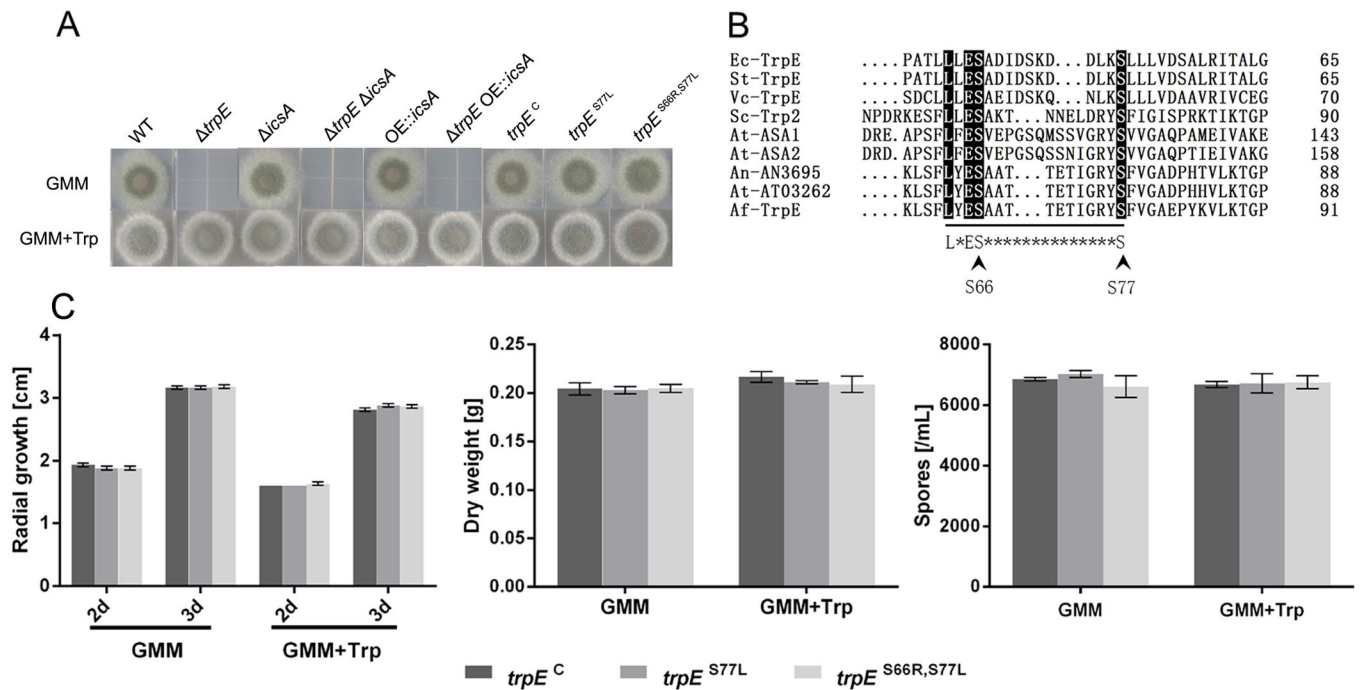 A
WT ΔtrpE ΔicsA ΔtrpE ΔicsA OE::icsA ΔtrpE OE::icsA trpE C trpE S77L trpE S66R,S77L
GMM
GMM+Trp
B
Ec-TrpE ....PATLLLESADIDSKD...DLKSLLLVDSALRITALG 65
St-TrpE ....PATLLLESADIDSKD...DLKSLLLVDSALRITALG 65
Vc-TrpE ....SDCLLLESAEIDSKQ...NLKSLLLVDAAVRIVCEG 70
Sc-Trp2 NPDRKESFLLESAKT...NNELDRYSFIGISPRKTIKTGP 90
At-ASA1 DRE.APSFLFESVEPGSQMSSVGRYSVVGAQPAMEIVAKE 143
At-ASA2 DRD.APSFLFESVEPGSQSSNIGRYSVVGAQPTIEIVAKG 158
An-AN3695 ....KLSFLYESAAT...TETIGRYSFVGADPHTVLKTGP 88
At-AT03262 ....KLSFLYESAAT...TETIGRYSFVGADPHHVLKTGP 88
Af-TrpE ....KLSFLYESAAT...TETIGRYSFVGAEPYKVLKTGP 91
L*ES**************S
S66 S77
C
Radial growth [cm]
4
3
2
1
0
2d 3d 2d 3d
GMM GMM+Trp
Dry weight [g]
0.25
0.20
0.15
0.10
0.05
0.00
GMM GMM+Trp
Spores [/mL]
8000
6000
4000
2000
0
GMM GMM+Trp
trpE C trpE S77L trpE S66R,S77L